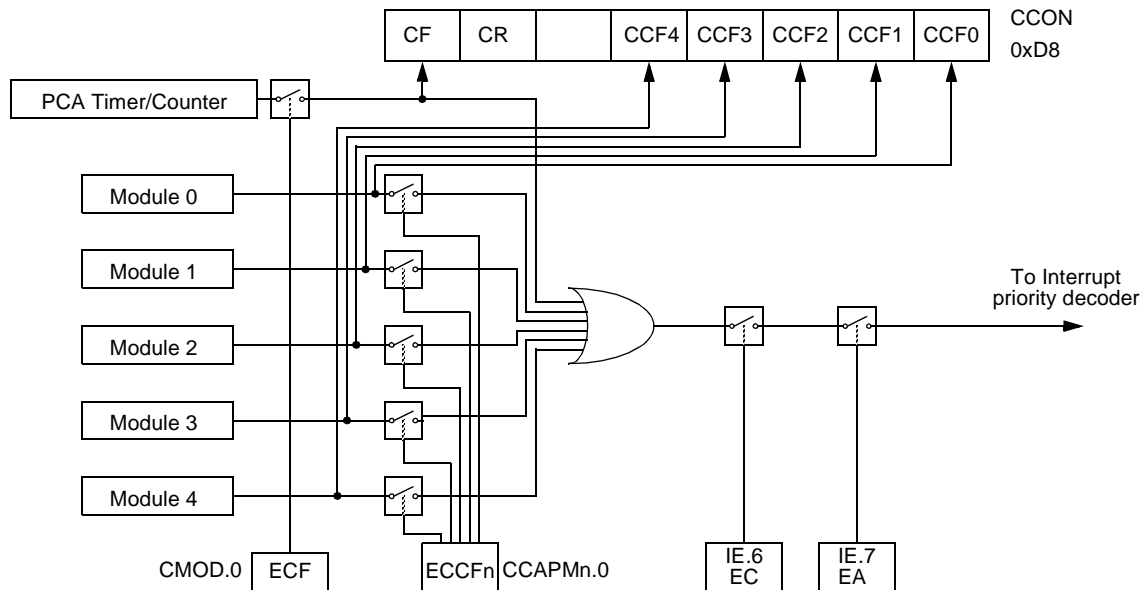 CF CR CCF4 CCF3 CCF2 CCF1 CCF0
CCON
0xD8
PCA Timer/Counter
Module 0
Module 1
Module 2
Module 3
Module 4
To Interrupt
priority decoder
CMOD.0
ECF
ECCFn
CCAPMn.0
IE.6
EC
IE.7
EA